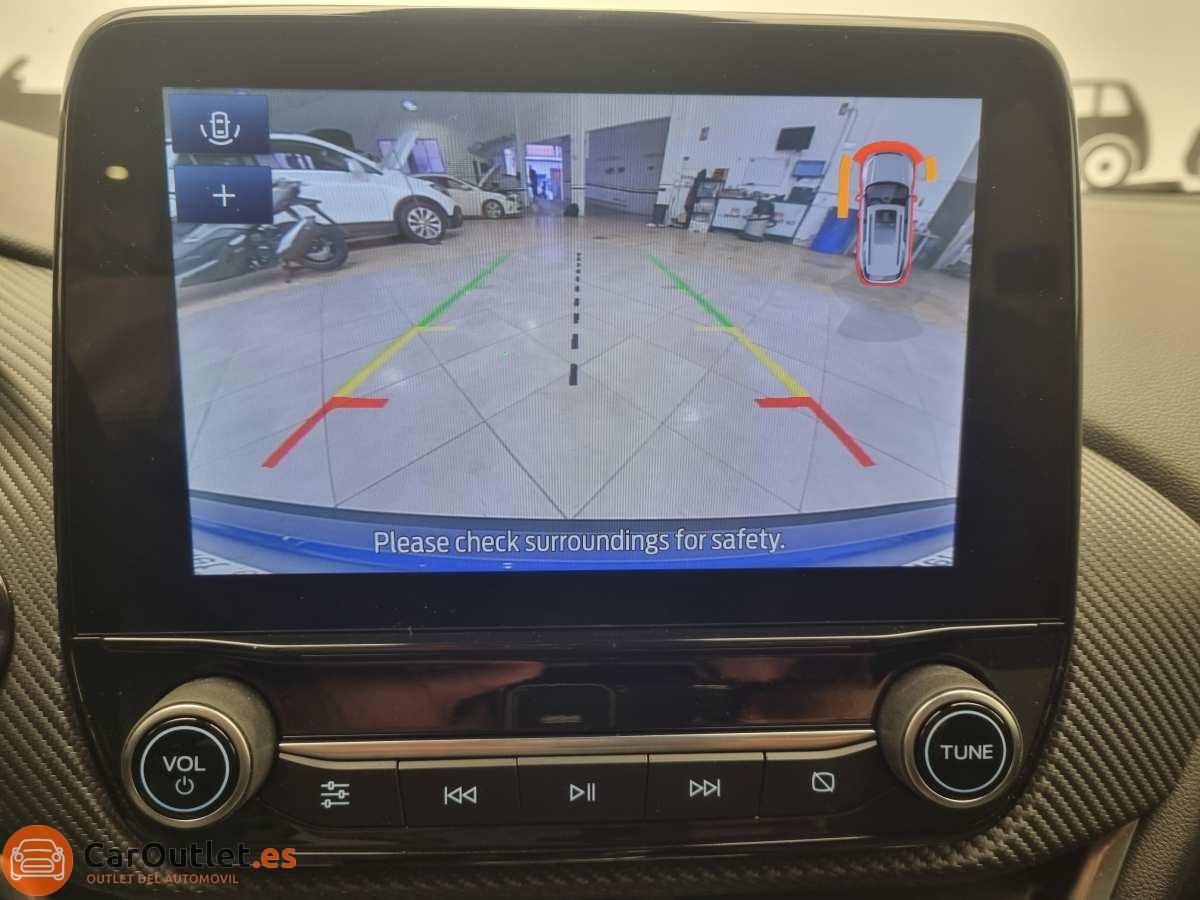 Please check surroundings for safety.
VOL
TUNE
CarOutlet.es
OUTLET DEL AUTOMOVIL